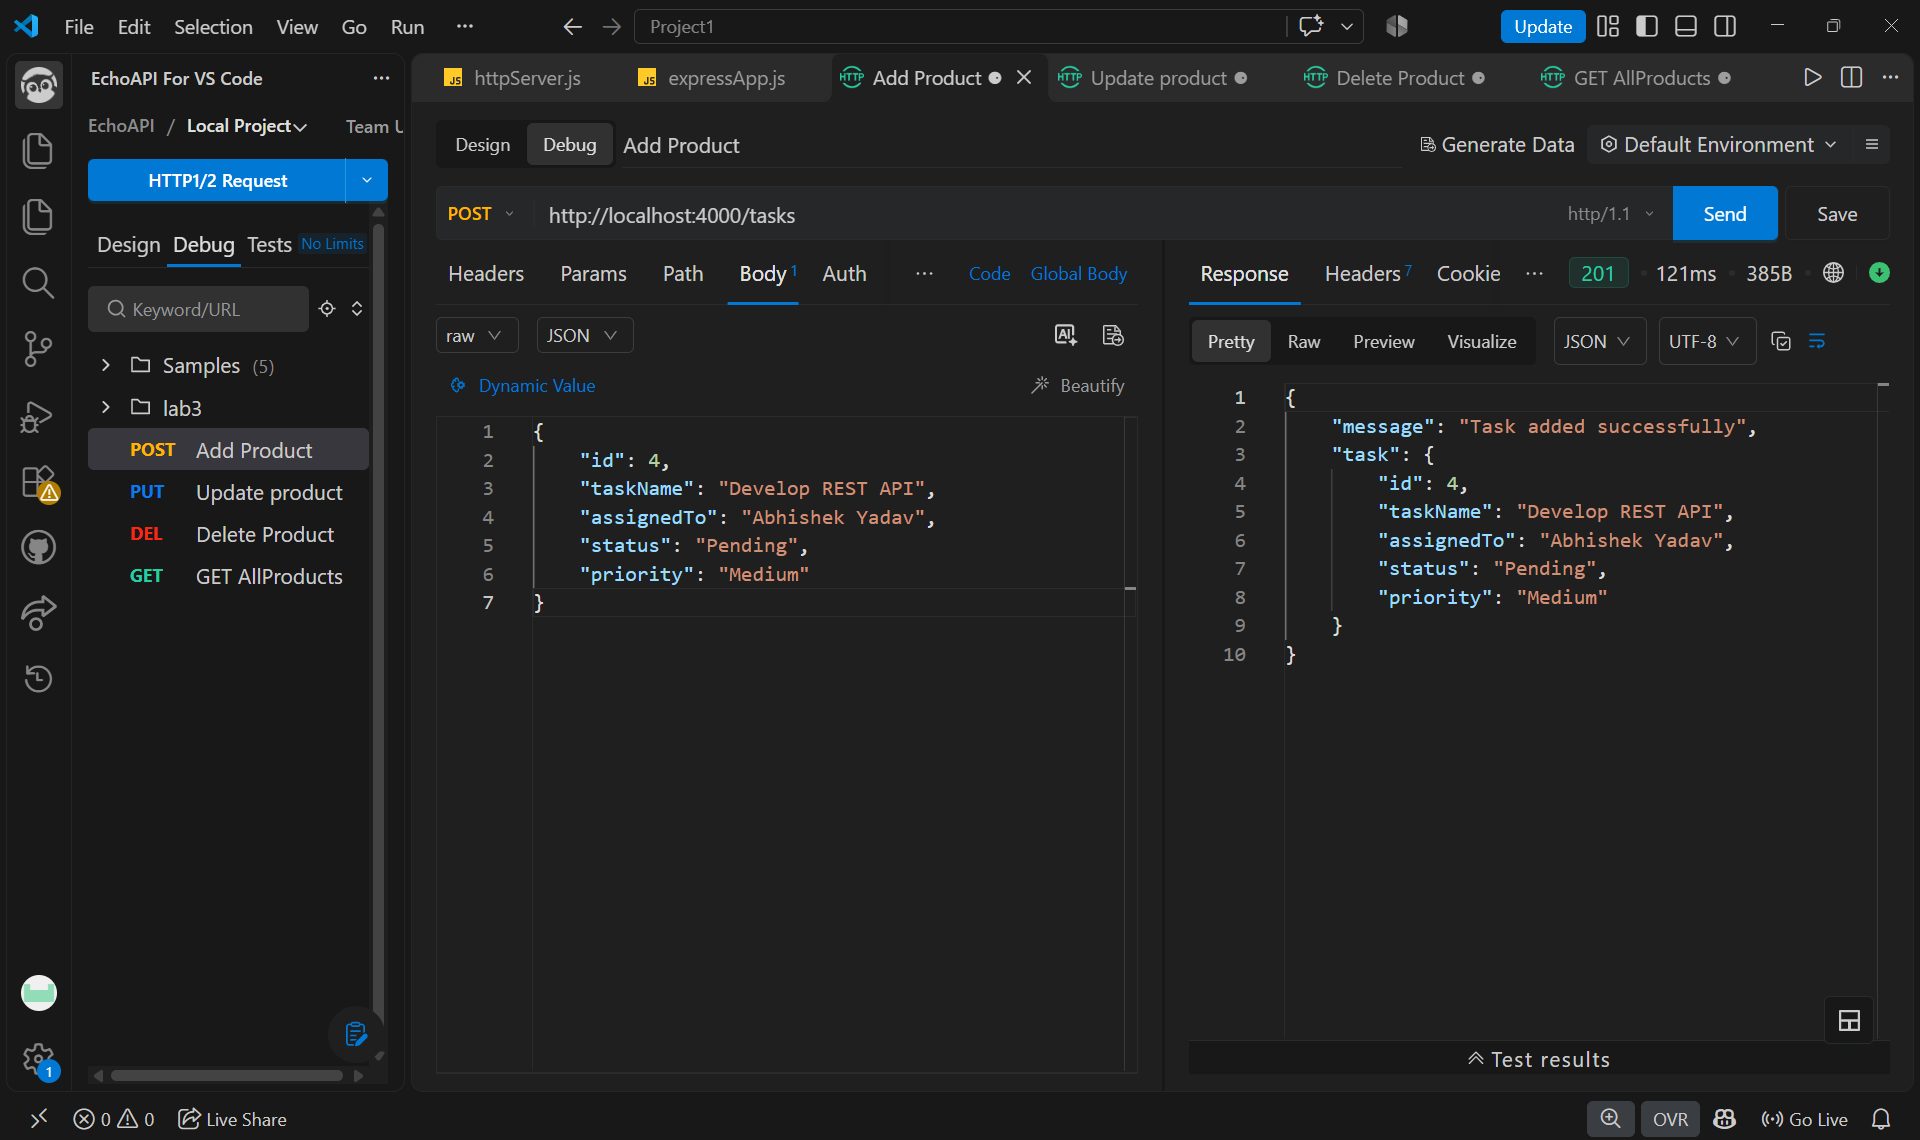 File Edit Selection View Go Run
Project1
Update
EchoAPI For VS Code
httpServer.js
expressApp.js
Add Product
Update product
Delete Product
GET AllProducts
EchoAPI / Local Project Team U
HTTP1/2 Request
Design Debug Tests No Limits
Keyword/URL
Samples (5)
lab3
POST Add Product
PUT Update product
DEL Delete Product
GET GET AllProducts
Design Debug Add Product
Generate Data
Default Environment
POST http://localhost:4000/tasks
http/1.1
Send
Save
Headers Params Path Body 1 Auth
Code Global Body
raw
JSON
AI
Dynamic Value
Beautify
1 {
2 "id": 4,
3 "taskName": "Develop REST API",
4 "assignedTo": "Abhishek Yadav",
5 "status": "Pending",
6 "priority": "Medium"
7 }
Response Headers 7 Cookie
201 121ms 385B
Pretty Raw Preview Visualize
JSON
UTF-8
1 {
2 "message": "Task added successfully",
3 "task": {
4 "id": 4,
5 "taskName": "Develop REST API",
6 "assignedTo": "Abhishek Yadav",
7 "status": "Pending",
8 "priority": "Medium"
9 }
10 }
Test results
1
0 0 Live Share
OVR
Go Live